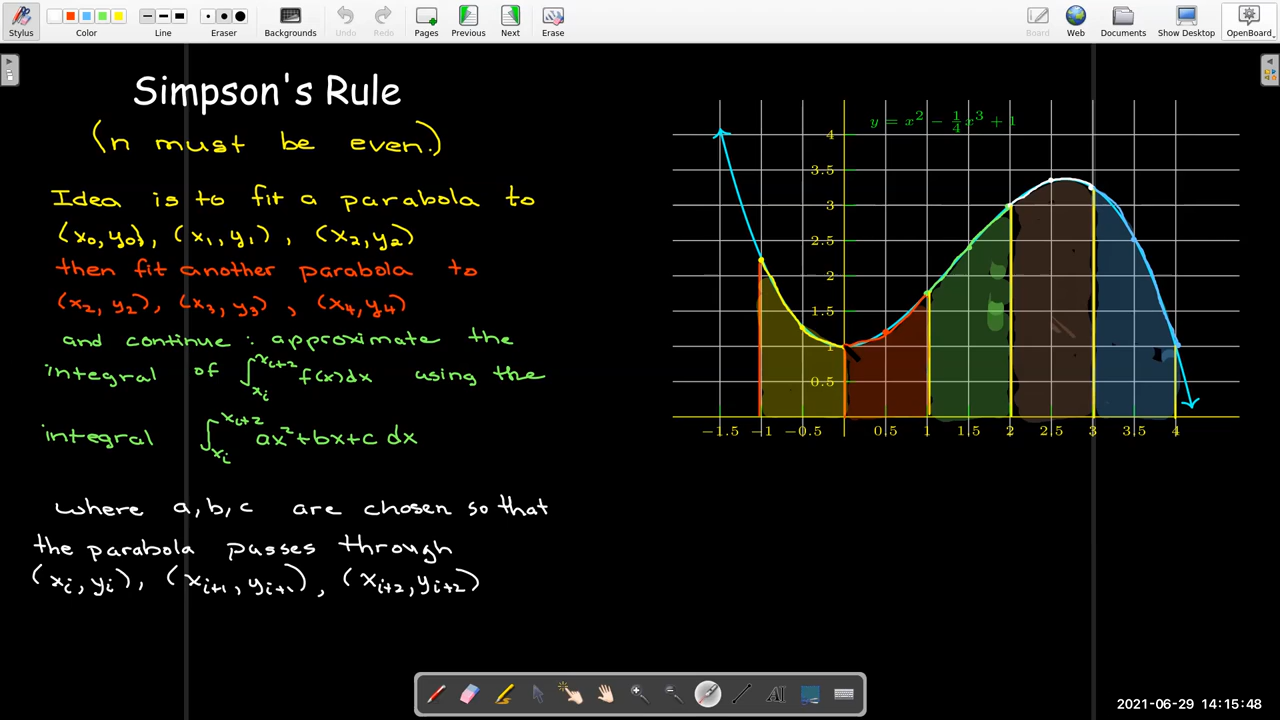 Stylus
Color
Line
Eraser
Backgrounds
Undo
Redo
Pages
Previous
Next
Erase
Board
Web
Documents
Show Desktop
OpenBoard
Simpson's Rule
(n must be even.)
Idea is to fit a parabola to
(x₀,y₀), (x₁,y₁), (x₂,y₂)
then fit another parabola to
(x₂,y₂), (x₃,y₃), (x₄,y₄)
and continue: approximate the
integral of ∫_{xᵢ}^{xᵢ₊₂} f(x)dx using the
integral ∫_{xᵢ}^{xᵢ₊₂} ax²+bx+c dx
where a,b,c are chosen so that
the parabola passes through
(xᵢ,yᵢ), (xᵢ₊₁,yᵢ₊₁), (xᵢ₊₂,yᵢ₊₂)
y = x² − ¼x³ + 1
4
3.5
3
2.5
2
1.5
1
0.5
−1.5 −1 −0.5 0.5 1 1.5 2 2.5 3 3.5 4
AI
2021-06-29 14:15:48